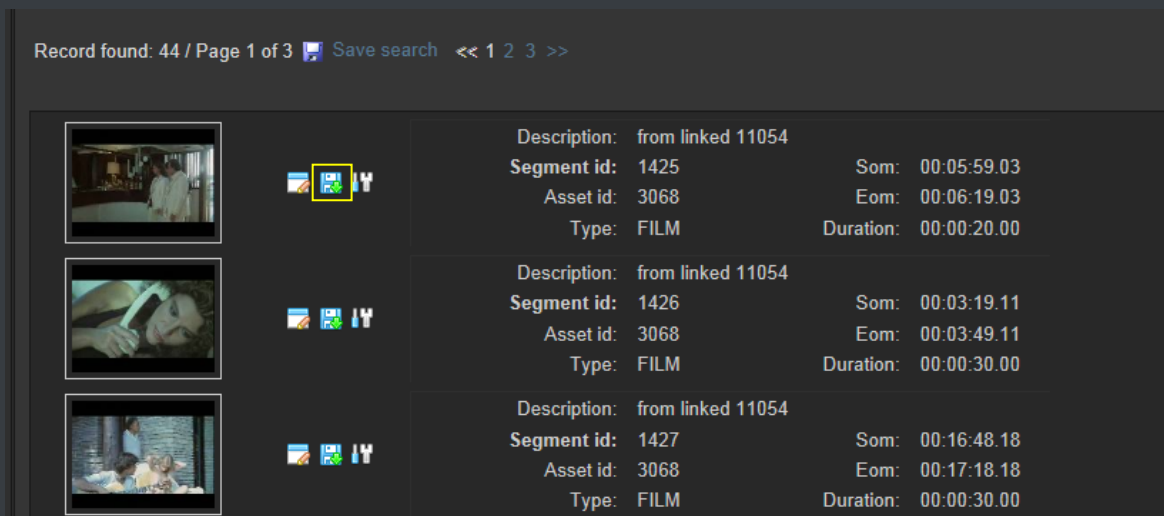 Record found: 44 / Page 1 of 3 Save search << 1 2 3 >>
Description: from linked 11054
Segment id: 1425 Som: 00:05:59.03
Asset id: 3068 Eom: 00:06:19.03
Type: FILM Duration: 00:00:20.00
Description: from linked 11054
Segment id: 1426 Som: 00:03:19.11
Asset id: 3068 Eom: 00:03:49.11
Type: FILM Duration: 00:00:30.00
Description: from linked 11054
Segment id: 1427 Som: 00:16:48.18
Asset id: 3068 Eom: 00:17:18.18
Type: FILM Duration: 00:00:30.00